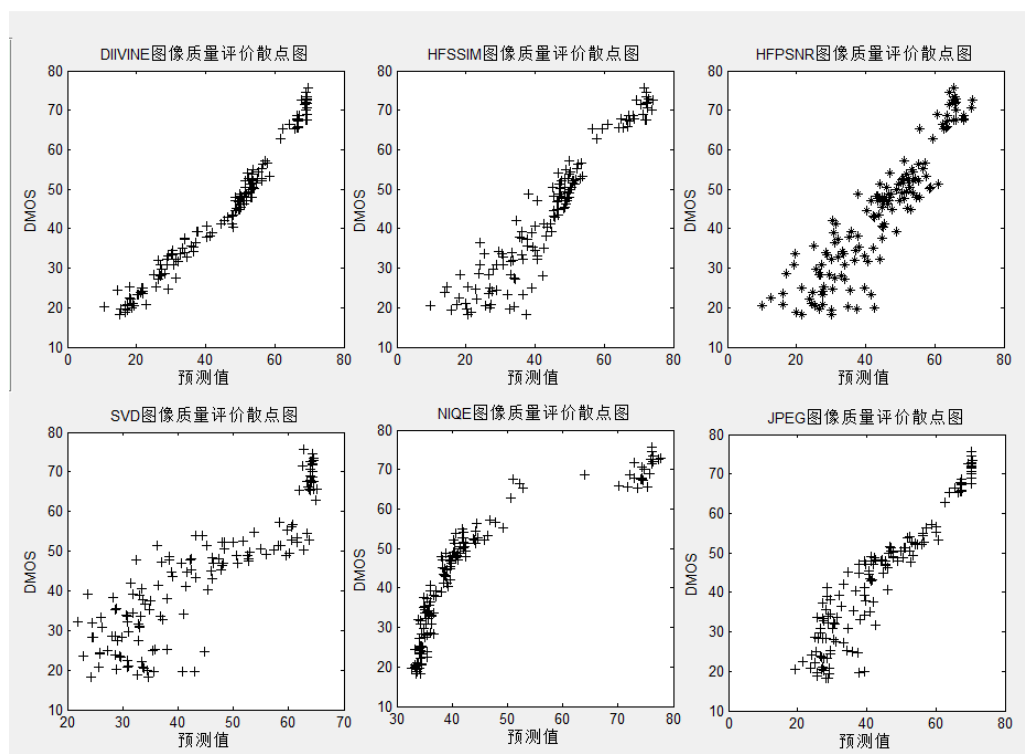 DIIVINE图像质量评价散点图
80
70
60
50
40
30
20
10
DMOS
0 20 40 60 80
预测值
HFSSIM图像质量评价散点图
80
70
60
50
40
30
20
10
DMOS
0 20 40 60 80
预测值
HFPSNR图像质量评价散点图
80
70
60
50
40
30
20
10
DMOS
0 20 40 60 80
预测值
SVD图像质量评价散点图
80
70
60
50
40
30
20
10
DMOS
20 30 40 50 60 70
预测值
NIQE图像质量评价散点图
80
70
60
50
40
30
20
10
DMOS
30 40 50 60 70 80
预测值
JPEG图像质量评价散点图
80
70
60
50
40
30
20
10
DMOS
0 20 40 60 80
预测值